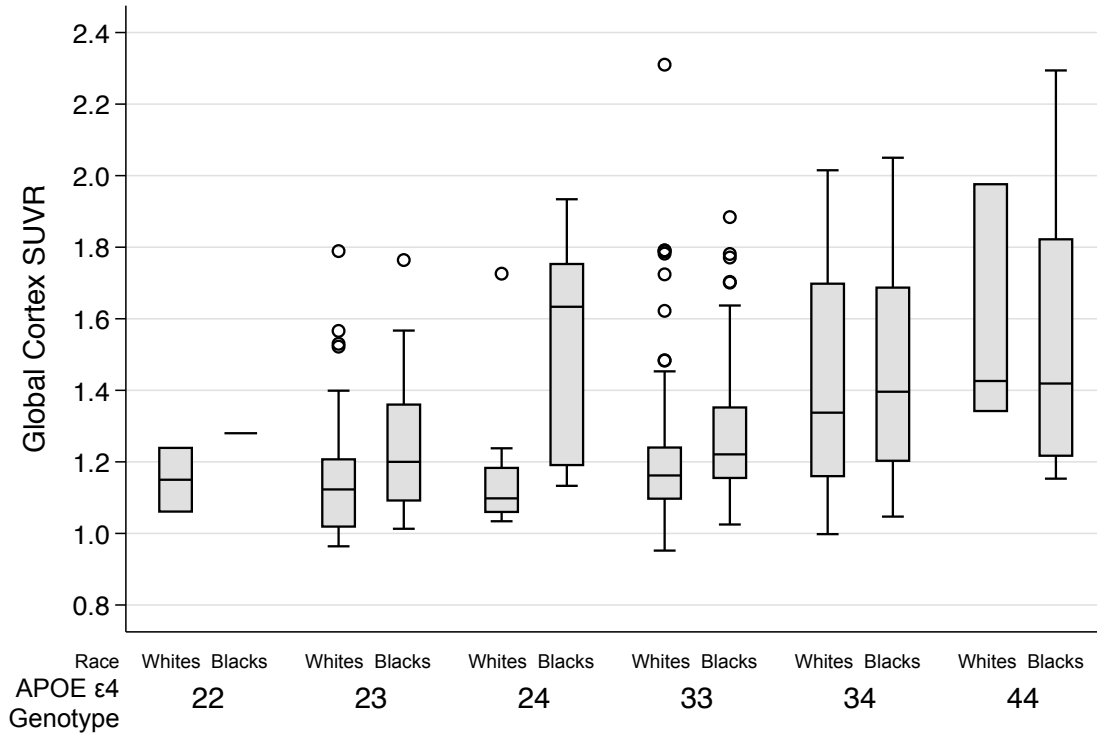 Global Cortex SUVR
2.4
2.2
2.0
1.8
1.6
1.4
1.2
1.0
0.8
Race Whites Blacks Whites Blacks Whites Blacks Whites Blacks Whites Blacks Whites Blacks
APOE ε4
Genotype
22 23 24 33 34 44